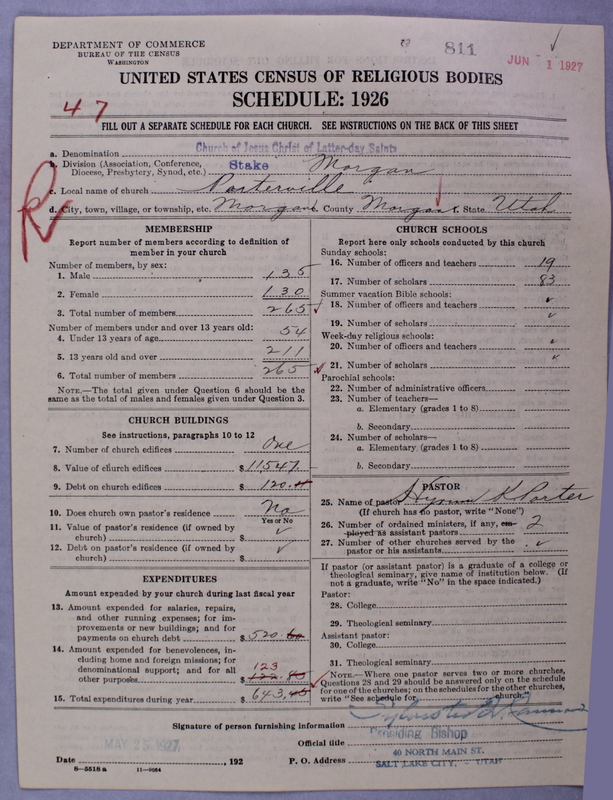 DEPARTMENT OF COMMERCE
BUREAU OF THE CENSUS
WASHINGTON
811
JUN 1 1927
UNITED STATES CENSUS OF RELIGIOUS BODIES
SCHEDULE: 1926
47
FILL OUT A SEPARATE SCHEDULE FOR EACH CHURCH. SEE INSTRUCTIONS ON THE BACK OF THIS SHEET
a. Denomination Church of Jesus Christ of Latter-day Saints
b. Division (Association, Conference, Diocese, Presbytery, Synod, etc.) Stake Morgan
c. Local name of church Porterville
d. City, town, village, or township, etc. Morgan e. County Morgan f. State Utah
R
MEMBERSHIP
Report number of members according to definition of
member in your church
Number of members, by sex:
1. Male 135
2. Female 130
3. Total number of members 265
Number of members under and over 13 years old:
4. Under 13 years of age 54
5. 13 years old and over 211
6. Total number of members 265
NOTE.—The total given under Question 6 should be the
same as the total of males and females given under Question 3.
CHURCH BUILDINGS
See instructions, paragraphs 10 to 12
7. Number of church edifices One
8. Value of church edifices $11547.
9. Debt on church edifices $120.
10. Does church own pastor's residence No
Yes or No
11. Value of pastor's residence (if owned by
church) $ ✓
12. Debt on pastor's residence (if owned by
church) $ ✓
EXPENDITURES
Amount expended by your church during last fiscal year
13. Amount expended for salaries, repairs,
and other running expenses; for im-
provements or new buildings; and for
payments on church debt $520.
14. Amount expended for benevolences, in-
cluding home and foreign missions; for
denominational support; and for all
other purposes $ 123
15. Total expenditures during year $643.
CHURCH SCHOOLS
Report here only schools conducted by this church
Sunday schools:
16. Number of officers and teachers 19
17. Number of scholars 83
Summer vacation Bible schools:
18. Number of officers and teachers ✓
19. Number of scholars ✓
Week-day religious schools:
20. Number of officers and teachers ✓
21. Number of scholars ✓
Parochial schools:
22. Number of administrative officers
23. Number of teachers—
a. Elementary (grades 1 to 8)
b. Secondary
24. Number of scholars—
a. Elementary (grades 1 to 8)
b. Secondary
PASTOR
25. Name of pastor Hyrum K Porter
(If church has no pastor, write "None")
26. Number of ordained ministers, if any, em-
ployed as assistant pastors 2
27. Number of other churches served by the
pastor or his assistants ✓
If pastor (or assistant pastor) is a graduate of a college or
theological seminary, give name of institution below. (If
not a graduate, write "No" in the space indicated.)
Pastor:
28. College
29. Theological seminary
Assistant pastor:
30. College
31. Theological seminary
NOTE.—Where one pastor serves two or more churches,
Questions 28 and 29 should be answered only on the schedule
for one of the churches; on the schedules for the other churches,
write "See schedule for church."
Signature of person furnishing information Sylvester Q. Cannon
Official title Presiding Bishop
MAY 25 1927
Date , 192 P. O. Address 40 NORTH MAIN ST.
SALT LAKE CITY, - UTAH
8—5518 a 11—9064